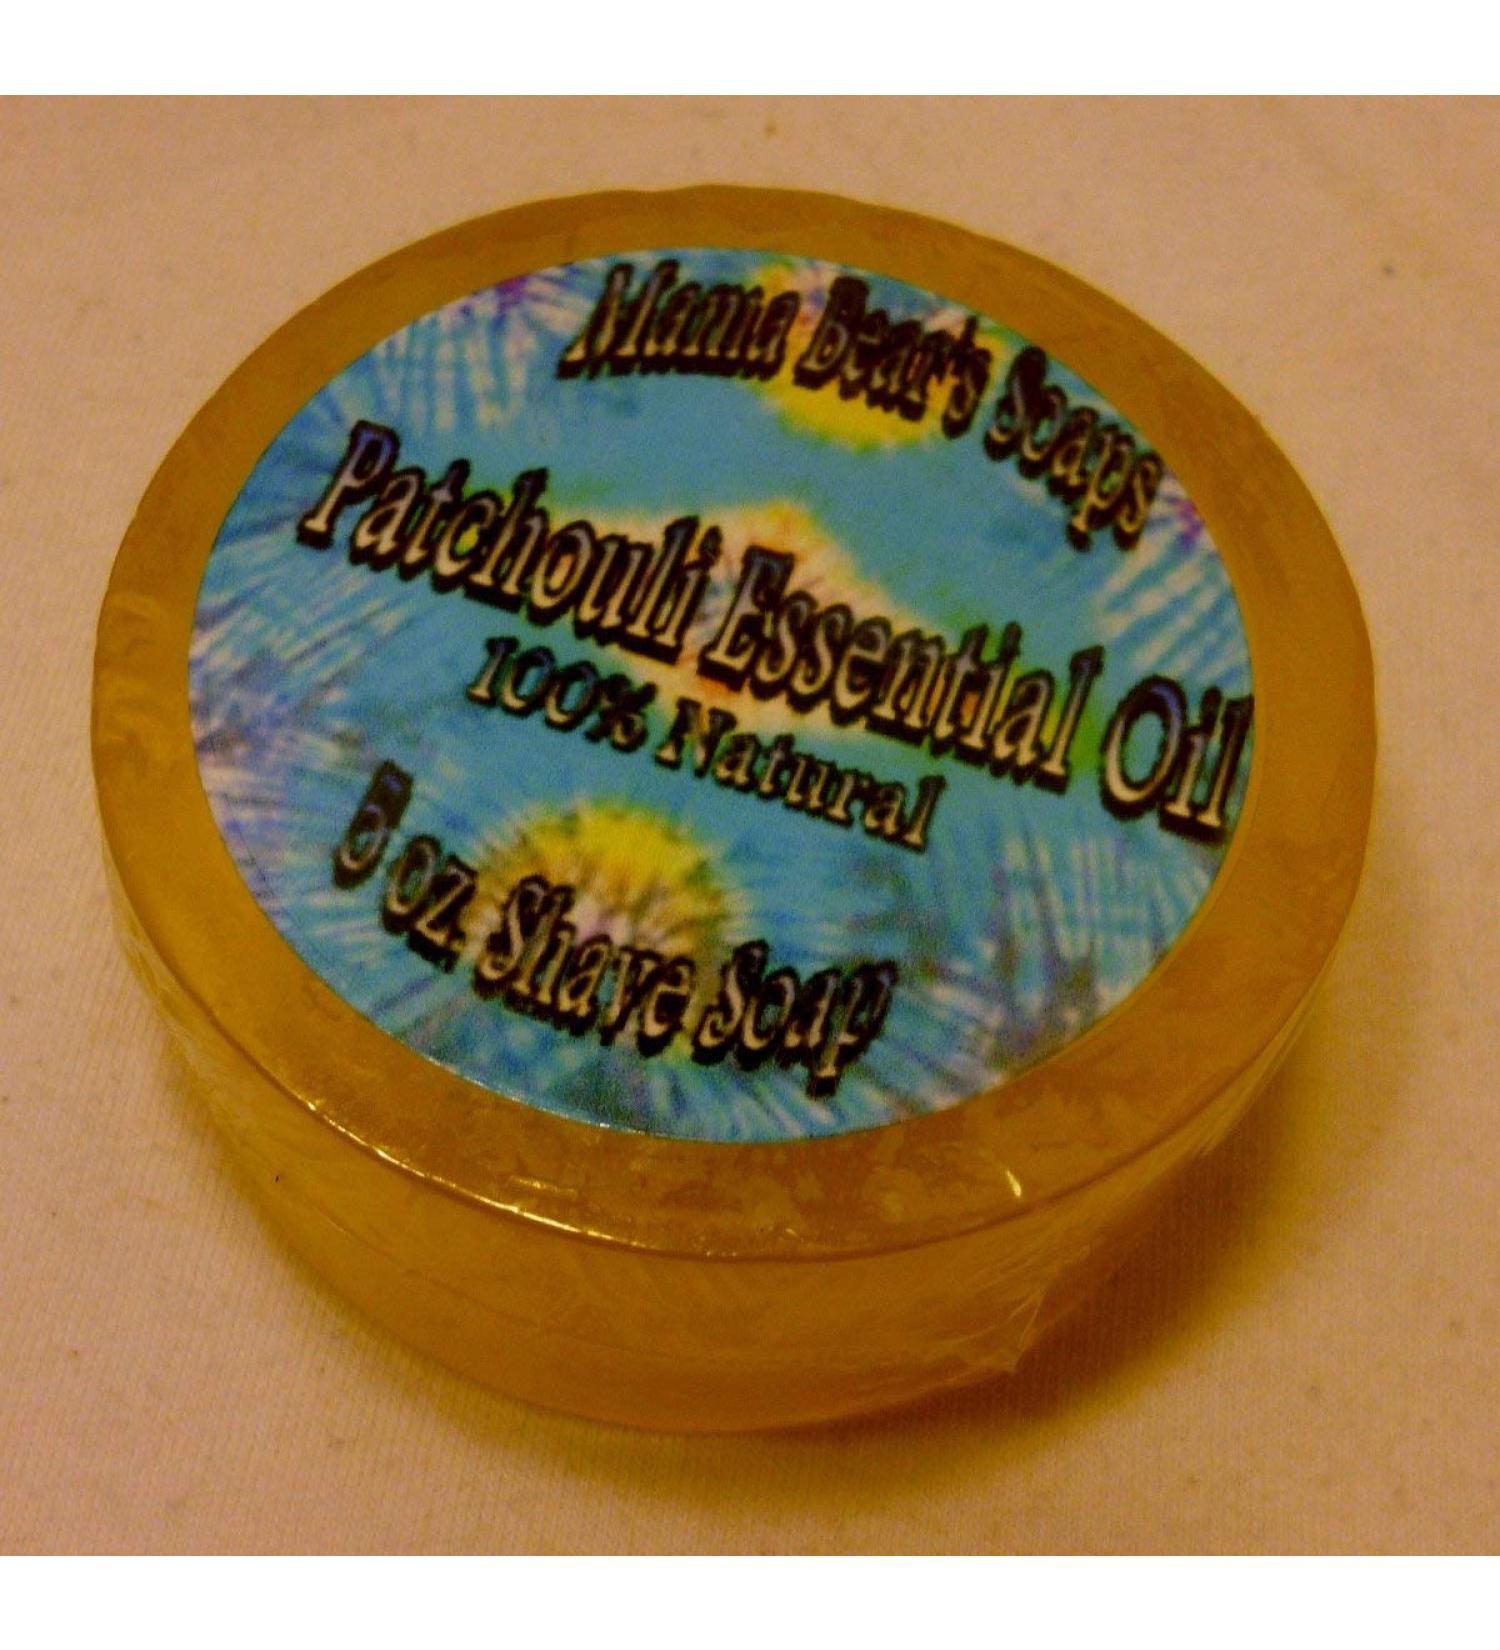 Mama Bear's Soaps
Patchouli Essential Oil
100% Natural
5 oz. Shave Soap